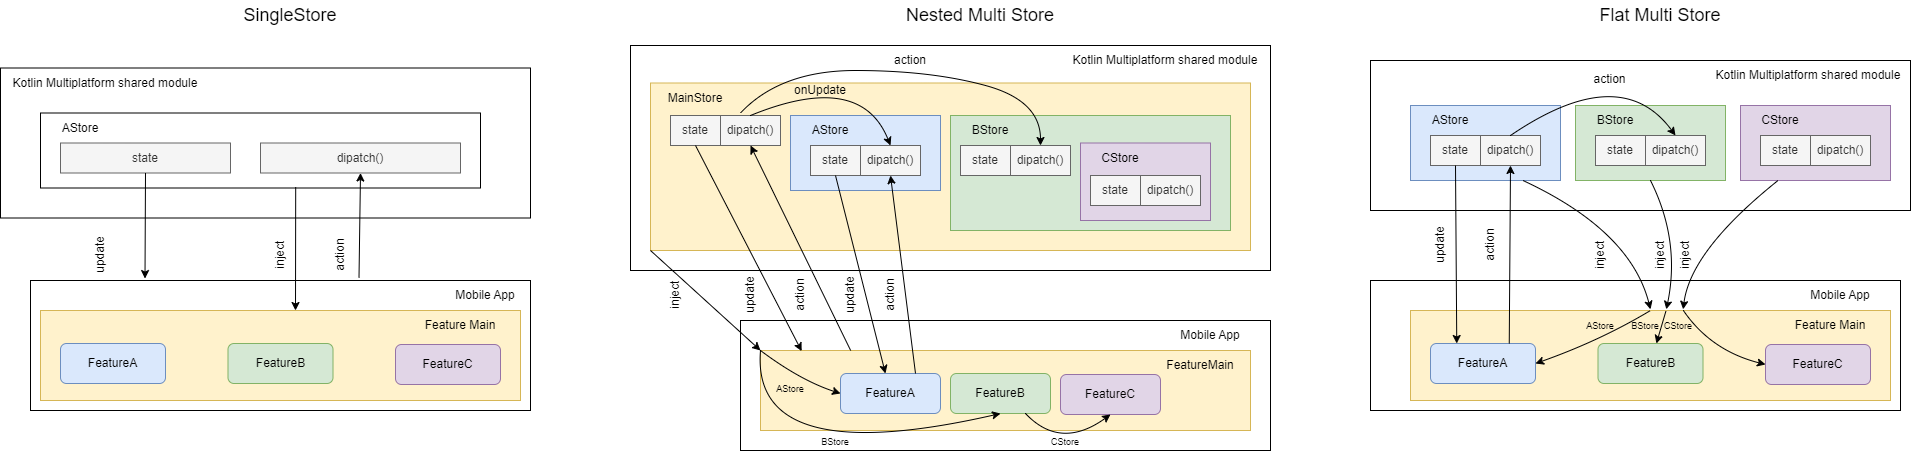 SingleStore
Kotlin Multiplatform shared module
AStore
state
dipatch()
update
inject
action
Mobile App
Feature Main
FeatureA
FeatureB
FeatureC
Nested Multi Store
action
Kotlin Multiplatform shared module
onUpdate
MainStore
state
dipatch()
AStore
state
dipatch()
BStore
state
dipatch()
CStore
state
dipatch()
inject
update
action
update
action
Mobile App
FeatureMain
AStore
FeatureA
FeatureB
FeatureC
BStore
CStore
Flat Multi Store
Kotlin Multiplatform shared module
action
AStore
state
dipatch()
BStore
state
dipatch()
CStore
state
dipatch()
update
action
inject
inject
inject
Mobile App
AStore
BStore
CStore
Feature Main
FeatureA
FeatureB
FeatureC